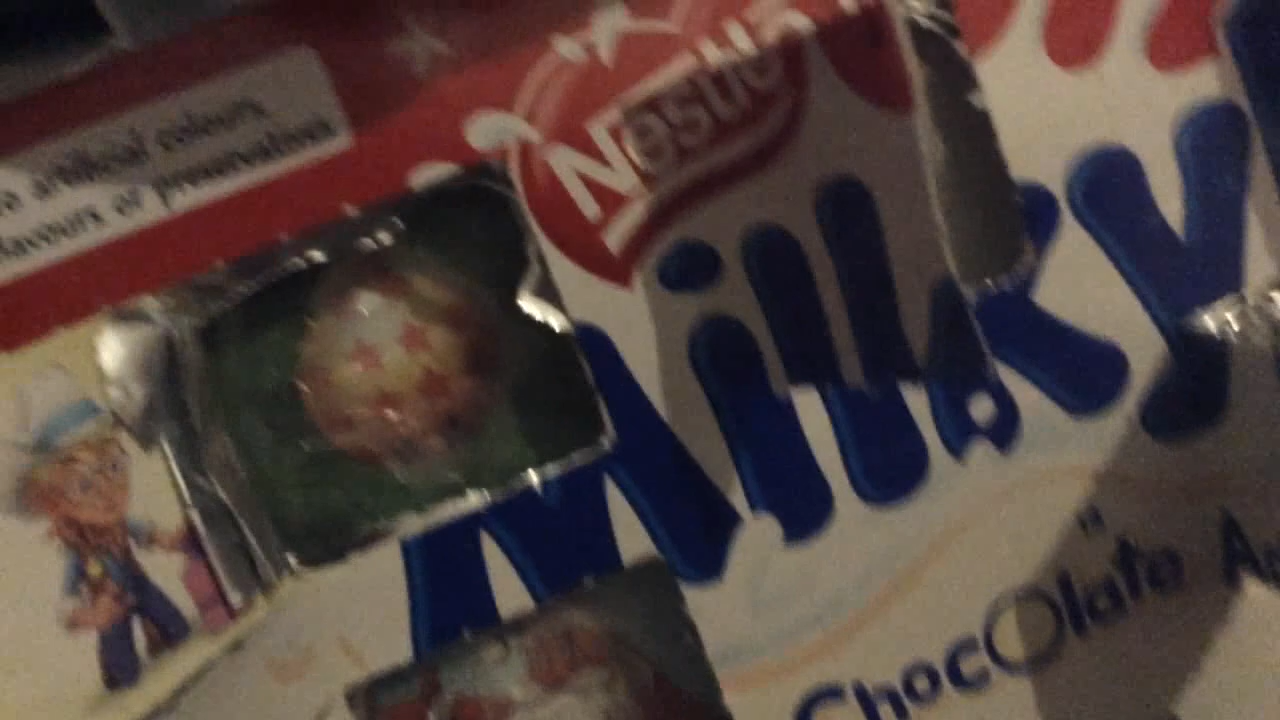 Nestlé
artificial colours
flavours or preservatives
Milky
Chocolate